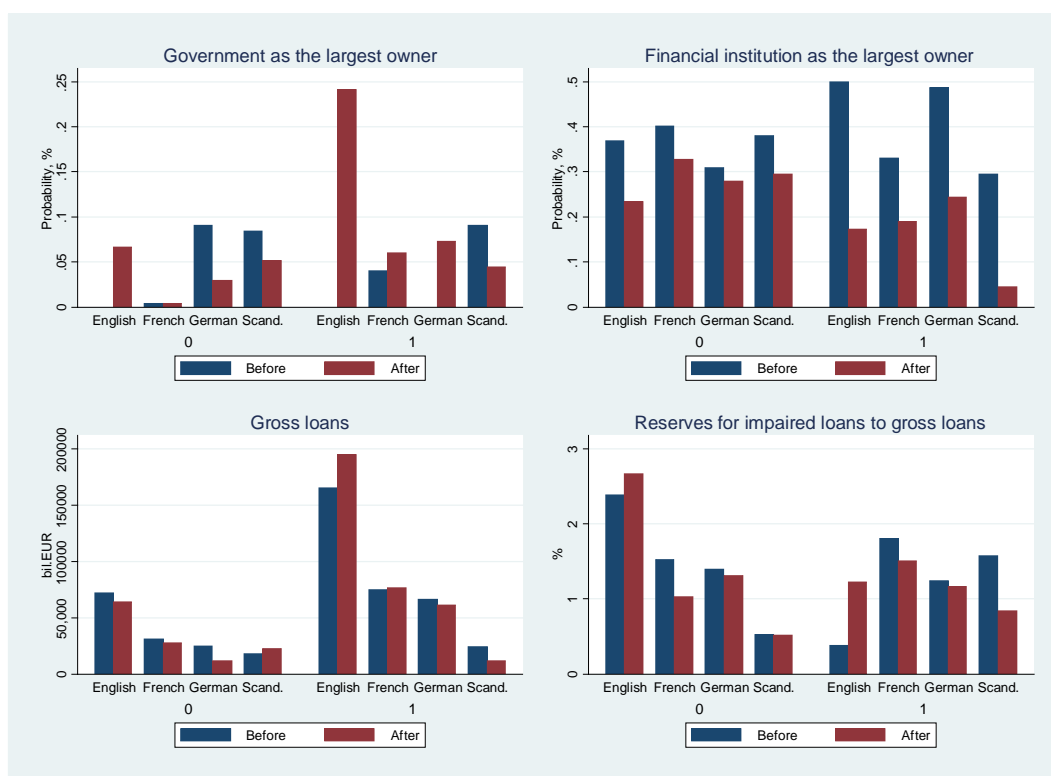 Government as the largest owner
Probability, %
.25
.2
.15
.1
.05
0
English French German Scand. English French German Scand.
0 1
Before After
Financial institution as the largest owner
Probability, %
.5
.4
.3
.2
.1
0
English French German Scand. English French German Scand.
0 1
Before After
Gross loans
bil.EUR
200000
150000
100000
50,000
0
English French German Scand. English French German Scand.
0 1
Before After
Reserves for impaired loans to gross loans
%
3
2
1
0
English French German Scand. English French German Scand.
0 1
Before After